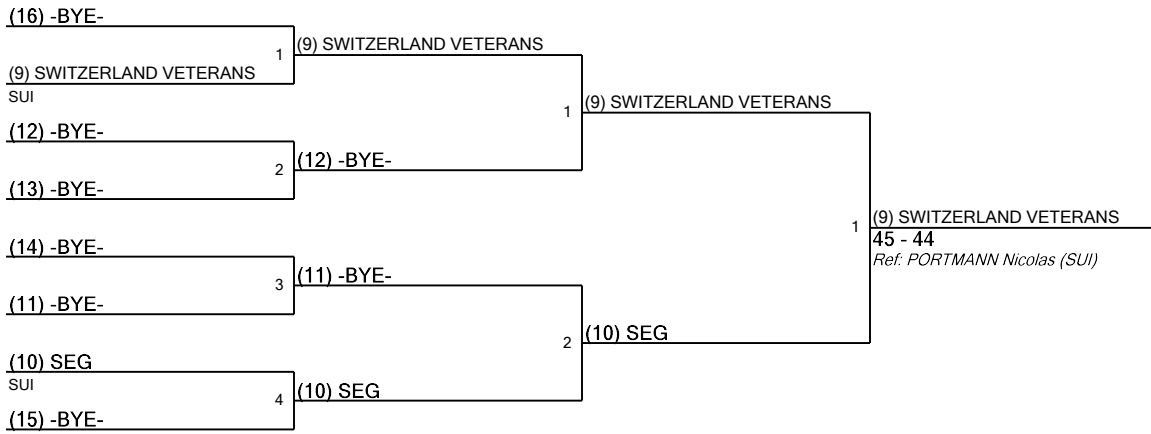 (16) -BYE-
1
(9) SWITZERLAND VETERANS
(9) SWITZERLAND VETERANS
SUI
1
(9) SWITZERLAND VETERANS
(12) -BYE-
2
(12) -BYE-
(13) -BYE-
1
(9) SWITZERLAND VETERANS
45 - 44
Ref: PORTMANN Nicolas (SUI)
(14) -BYE-
3
(11) -BYE-
(11) -BYE-
2
(10) SEG
(10) SEG
SUI
4
(10) SEG
(15) -BYE-